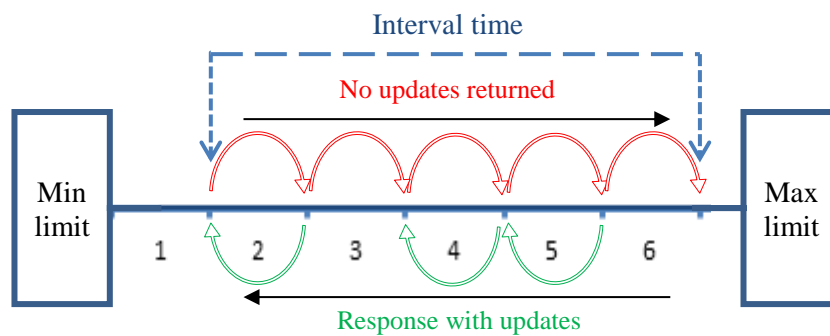 Interval time
No updates returned
Min
limit
Max
limit
1 2 3 4 5 6
Response with updates